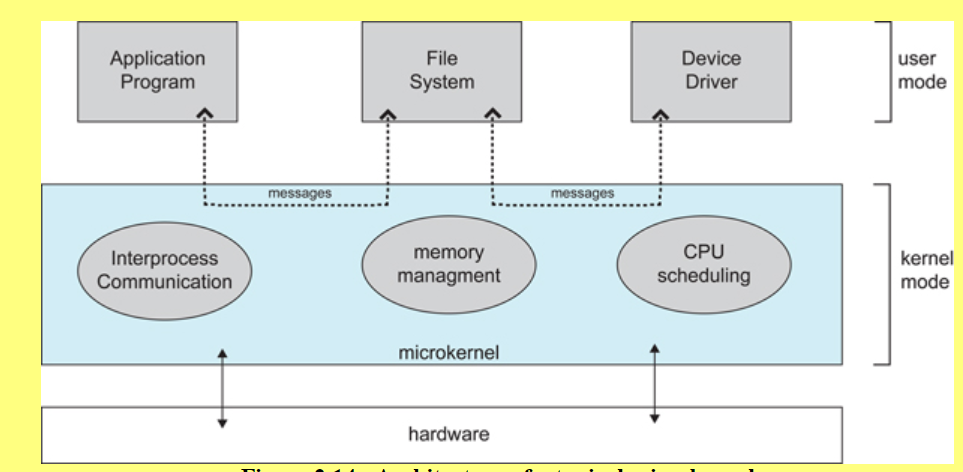 Application
Program
File
System
Device
Driver
user
mode
messages
messages
Interprocess
Communication
memory
managment
CPU
scheduling
kernel
mode
microkernel
hardware